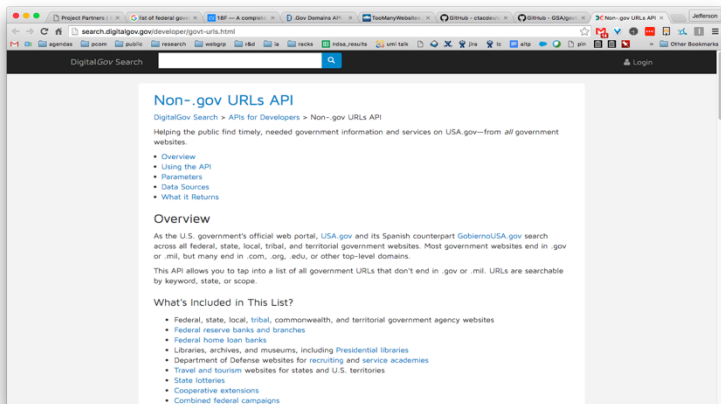 Project Partners
list of federal gover
18F — A complete
.Gov Domains API
TooManyWebsites
GitHub - cisagov
GitHub - GSA/gov
Non-.gov URLs API
Jefferson
search.digitalgov.gov/developer/govt-urls.html
agendas
pcom
public
research
webgrp
r&d
ia
racks
ndsa_results
umi talk
jira
lc
altp
pin
Other Bookmarks
DigitalGov Search
Login
Non-.gov URLs API
DigitalGov Search > APIs for Developers > Non-.gov URLs API
Helping the public find timely, needed government information and services on USA.gov—from all government
websites.
• Overview
• Using the API
• Parameters
• Data Sources
• What it Returns
Overview
As the U.S. government's official web portal, USA.gov and its Spanish counterpart GobiernoUSA.gov search
across all federal, state, local, tribal, and territorial government websites. Most government websites end in .gov
or .mil, but many end in .com, .org, .edu, or other top-level domains.
This API allows you to tap into a list of all government URLs that don't end in .gov or .mil. URLs are searchable
by keyword, state, or scope.
What's Included in This List?
• Federal, state, local, tribal, commonwealth, and territorial government agency websites
• Federal reserve banks and branches
• Federal home loan banks
• Libraries, archives, and museums, including Presidential libraries
• Department of Defense websites for recruiting and service academies
• Travel and tourism websites for states and U.S. territories
• State lotteries
• Cooperative extensions
• Combined federal campaigns